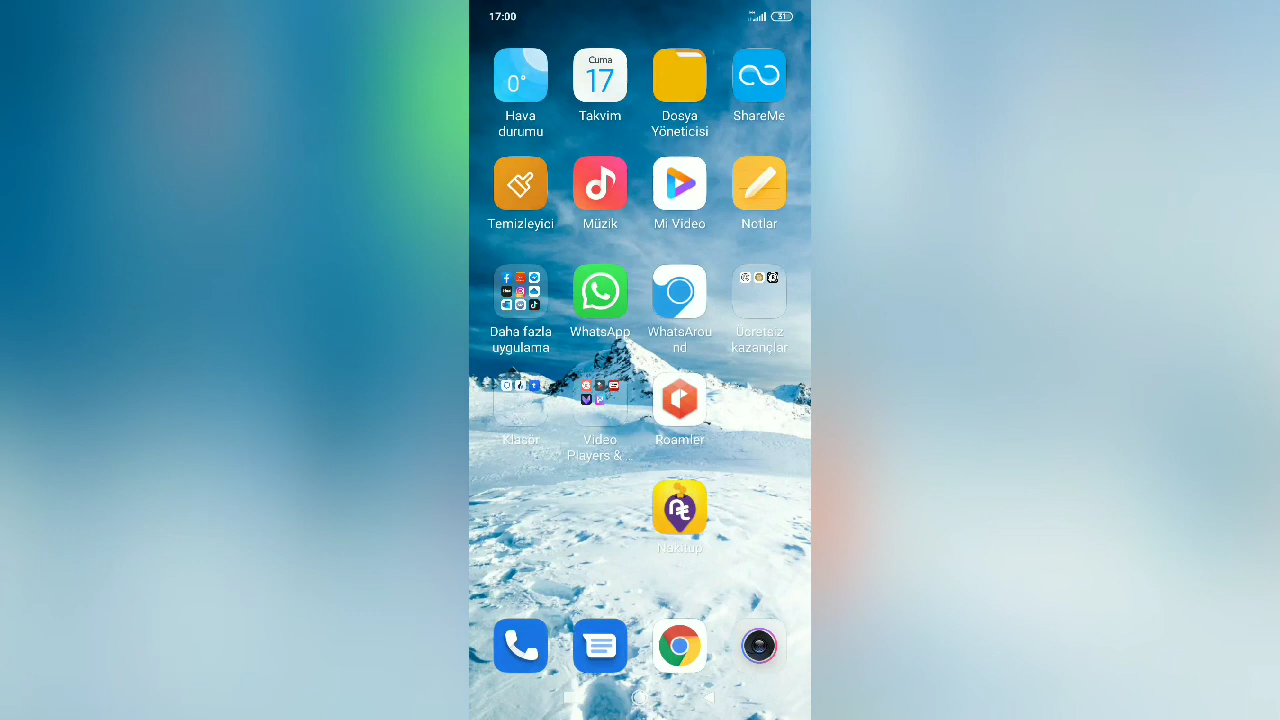 17:00
31
0°
Cuma
17
Hava
durumu
Takvim
Dosya
Yöneticisi
ShareMe
Temizleyici
Müzik
Mi Video
Notlar
Daha fazla
uygulama
WhatsApp
WhatsArou
nd
Ücretsiz
kazançlar
Klasör
Video
Players &...
Roamler
Nakitup